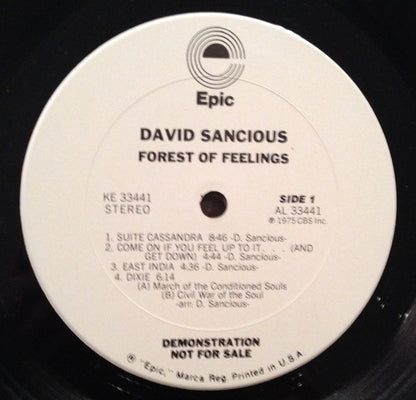 Epic
DAVID SANCIOUS
FOREST OF FEELINGS
KE 33441
STEREO
SIDE 1
AL 33441
℗ 1975 CBS Inc.
1. SUITE CASSANDRA 8:46 -D. Sancious-
2. COME ON IF YOU FEEL UP TO IT. . . (AND
GET DOWN) 4:44 -D. Sancious-
3. EAST INDIA 4:36 -D. Sancious-
4. DIXIE 6.14
(A) March of the Conditioned Souls
(B) Civil War of the Soul
-arr: D. Sancious-
DEMONSTRATION
NOT FOR SALE
® "Epic," Marca Reg. Printed in U.S.A.